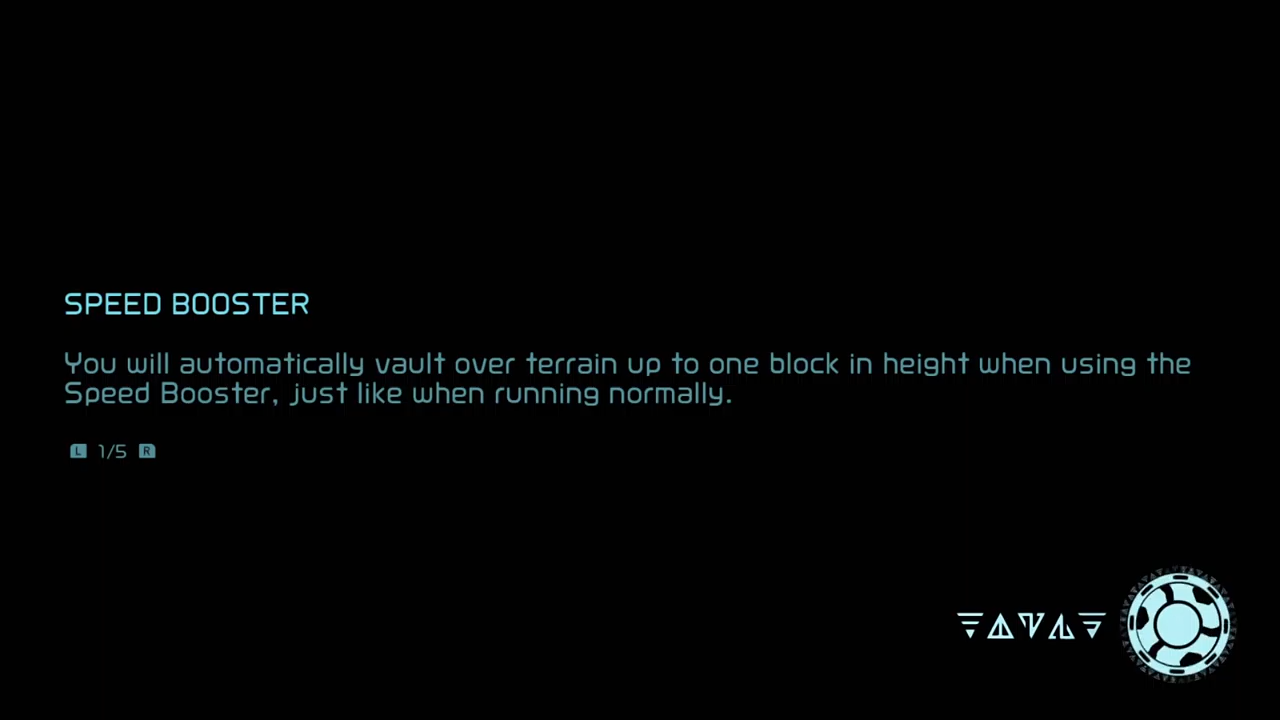 SPEED BOOSTER
You will automatically vault over terrain up to one block in height when using the
Speed Booster, just like when running normally.
L 1/5 R